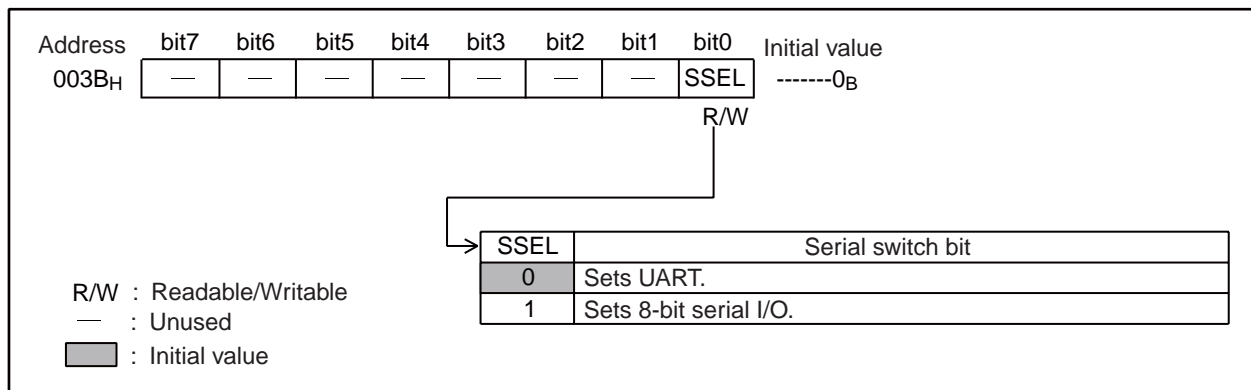 Address bit7 bit6 bit5 bit4 bit3 bit2 bit1 bit0 Initial value
003BH — — — — — — — SSEL -------0B
R/W
SSEL Serial switch bit
0 Sets UART.
1 Sets 8-bit serial I/O.
R/W : Readable/Writable
— : Unused
: Initial value